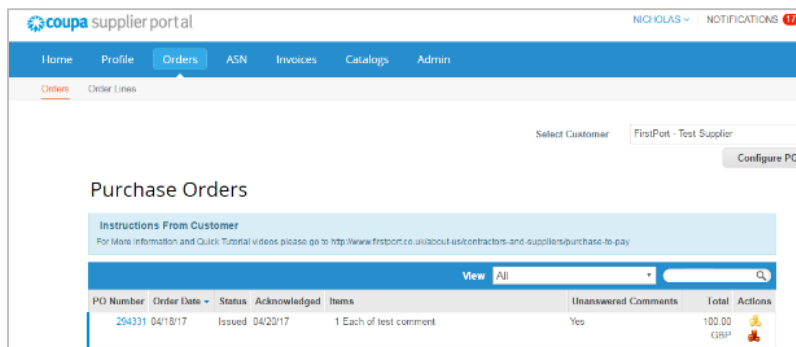 coupa supplier portal
NICHOLAS NOTIFICATIONS 17
Home Profile Orders ASN Invoices Catalogs Admin
Orders Order Lines
Select Customer FirstPort - Test Supplier
Configure PO
Purchase Orders
Instructions From Customer
For More Information and Quick Tutorial videos please go to http://www.firstport.co.uk/about-us/contractors-and-suppliers/purchase-to-pay
View All
PO Number Order Date Status Acknowledged Items Unanswered Comments Total Actions
294331 04/18/17 Issued 04/20/17 1 Each of test comment Yes 100.00
GBP